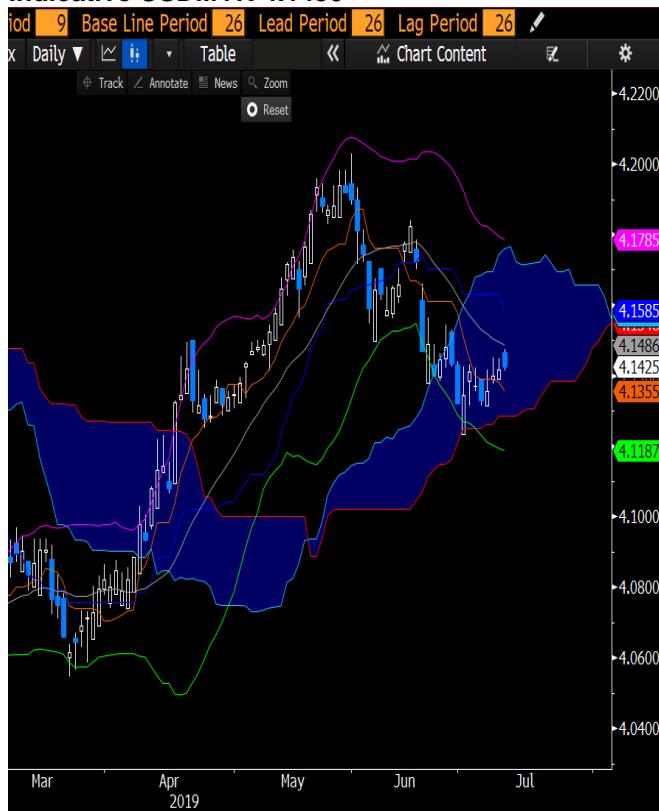 iod 9 Base Line Period 26 Lead Period 26 Lag Period 26
x Daily ▼ Table « Chart Content
Track Annotate News Zoom
Reset
4.2200
4.2000
4.1785
4.1585
4.1486
4.1425
4.1355
4.1187
4.1000
4.0800
4.0600
4.0400
Mar Apr May Jun Jul
2019